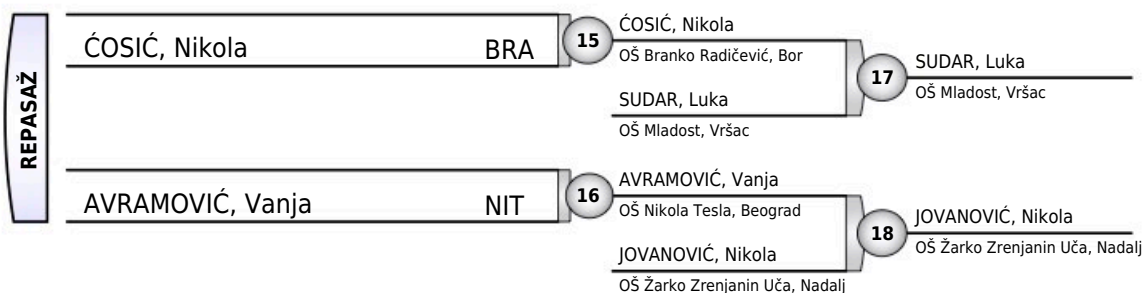 REPASAŽ
ĆOSIĆ, Nikola BRA
15
ĆOSIĆ, Nikola
OŠ Branko Radičević, Bor
SUDAR, Luka
OŠ Mladost, Vršac
17
SUDAR, Luka
OŠ Mladost, Vršac
AVRAMOVIĆ, Vanja NIT
16
AVRAMOVIĆ, Vanja
OŠ Nikola Tesla, Beograd
JOVANOVIĆ, Nikola
OŠ Žarko Zrenjanin Uča, Nadalj
18
JOVANOVIĆ, Nikola
OŠ Žarko Zrenjanin Uča, Nadalj